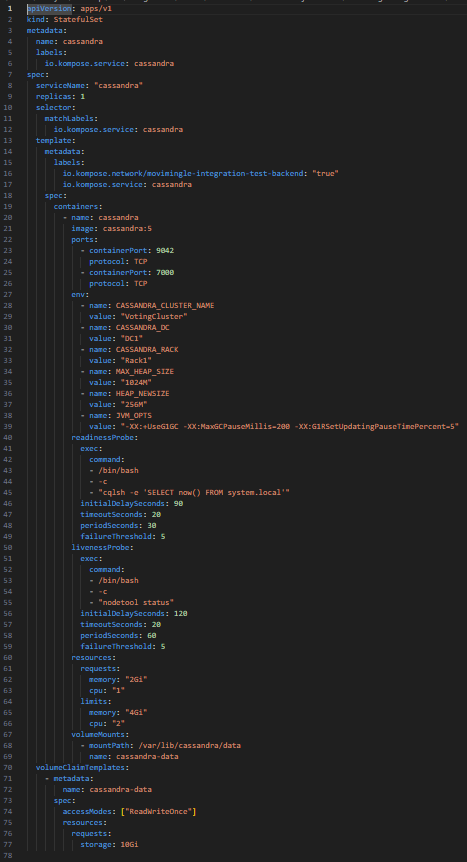 1 apiVersion: apps/v1
2 kind: StatefulSet
3 metadata:
4   name: cassandra
5   labels:
6     io.kompose.service: cassandra
7 spec:
8   serviceName: "cassandra"
9   replicas: 1
10   selector:
11     matchLabels:
12       io.kompose.service: cassandra
13   template:
14     metadata:
15       labels:
16         io.kompose.network/movimingle-integration-test-backend: "true"
17         io.kompose.service: cassandra
18     spec:
19       containers:
20         - name: cassandra
21           image: cassandra:5
22           ports:
23             - containerPort: 9042
24               protocol: TCP
25             - containerPort: 7000
26               protocol: TCP
27           env:
28             - name: CASSANDRA_CLUSTER_NAME
29               value: "VotingCluster"
30             - name: CASSANDRA_DC
31               value: "DC1"
32             - name: CASSANDRA_RACK
33               value: "Rack1"
34             - name: MAX_HEAP_SIZE
35               value: "1024M"
36             - name: HEAP_NEWSIZE
37               value: "256M"
38             - name: JVM_OPTS
39               value: "-XX:+UseG1GC -XX:MaxGCPauseMillis=200 -XX:G1RSetUpdatingPauseTimePercent=5"
40           readinessProbe:
41             exec:
42               command:
43               - /bin/bash
44               - -c
45               - "cqlsh -e 'SELECT now() FROM system.local'"
46             initialDelaySeconds: 90
47             timeoutSeconds: 20
48             periodSeconds: 30
49             failureThreshold: 5
50           livenessProbe:
51             exec:
52               command:
53               - /bin/bash
54               - -c
55               - "nodetool status"
56             initialDelaySeconds: 120
57             timeoutSeconds: 20
58             periodSeconds: 60
59             failureThreshold: 5
60           resources:
61             requests:
62               memory: "2Gi"
63               cpu: "1"
64             limits:
65               memory: "4Gi"
66               cpu: "2"
67           volumeMounts:
68             - mountPath: /var/lib/cassandra/data
69               name: cassandra-data
70   volumeClaimTemplates:
71     - metadata:
72         name: cassandra-data
73       spec:
74         accessModes: ["ReadWriteOnce"]
75         resources:
76           requests:
77             storage: 10Gi
78